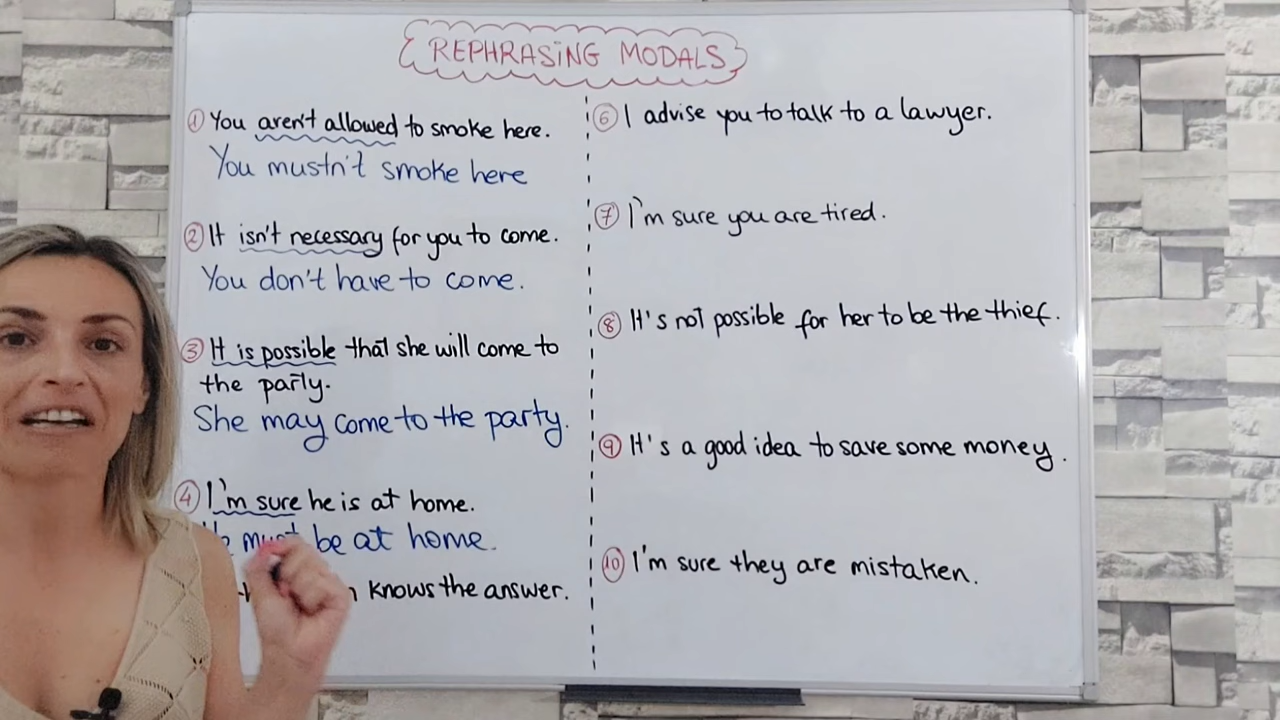 REPHRASING MODALS
1 You aren't allowed to smoke here.
You mustn't smoke here
2 It isn't necessary for you to come.
You don't have to come.
3 It is possible that she will come to
the party.
She may come to the party.
4 I'm sure he is at home.
must be at home.
knows the answer.
6 I advise you to talk to a lawyer.
7 I'm sure you are tired.
8 It's not possible for her to be the thief.
9 It's a good idea to save some money.
10 I'm sure they are mistaken.